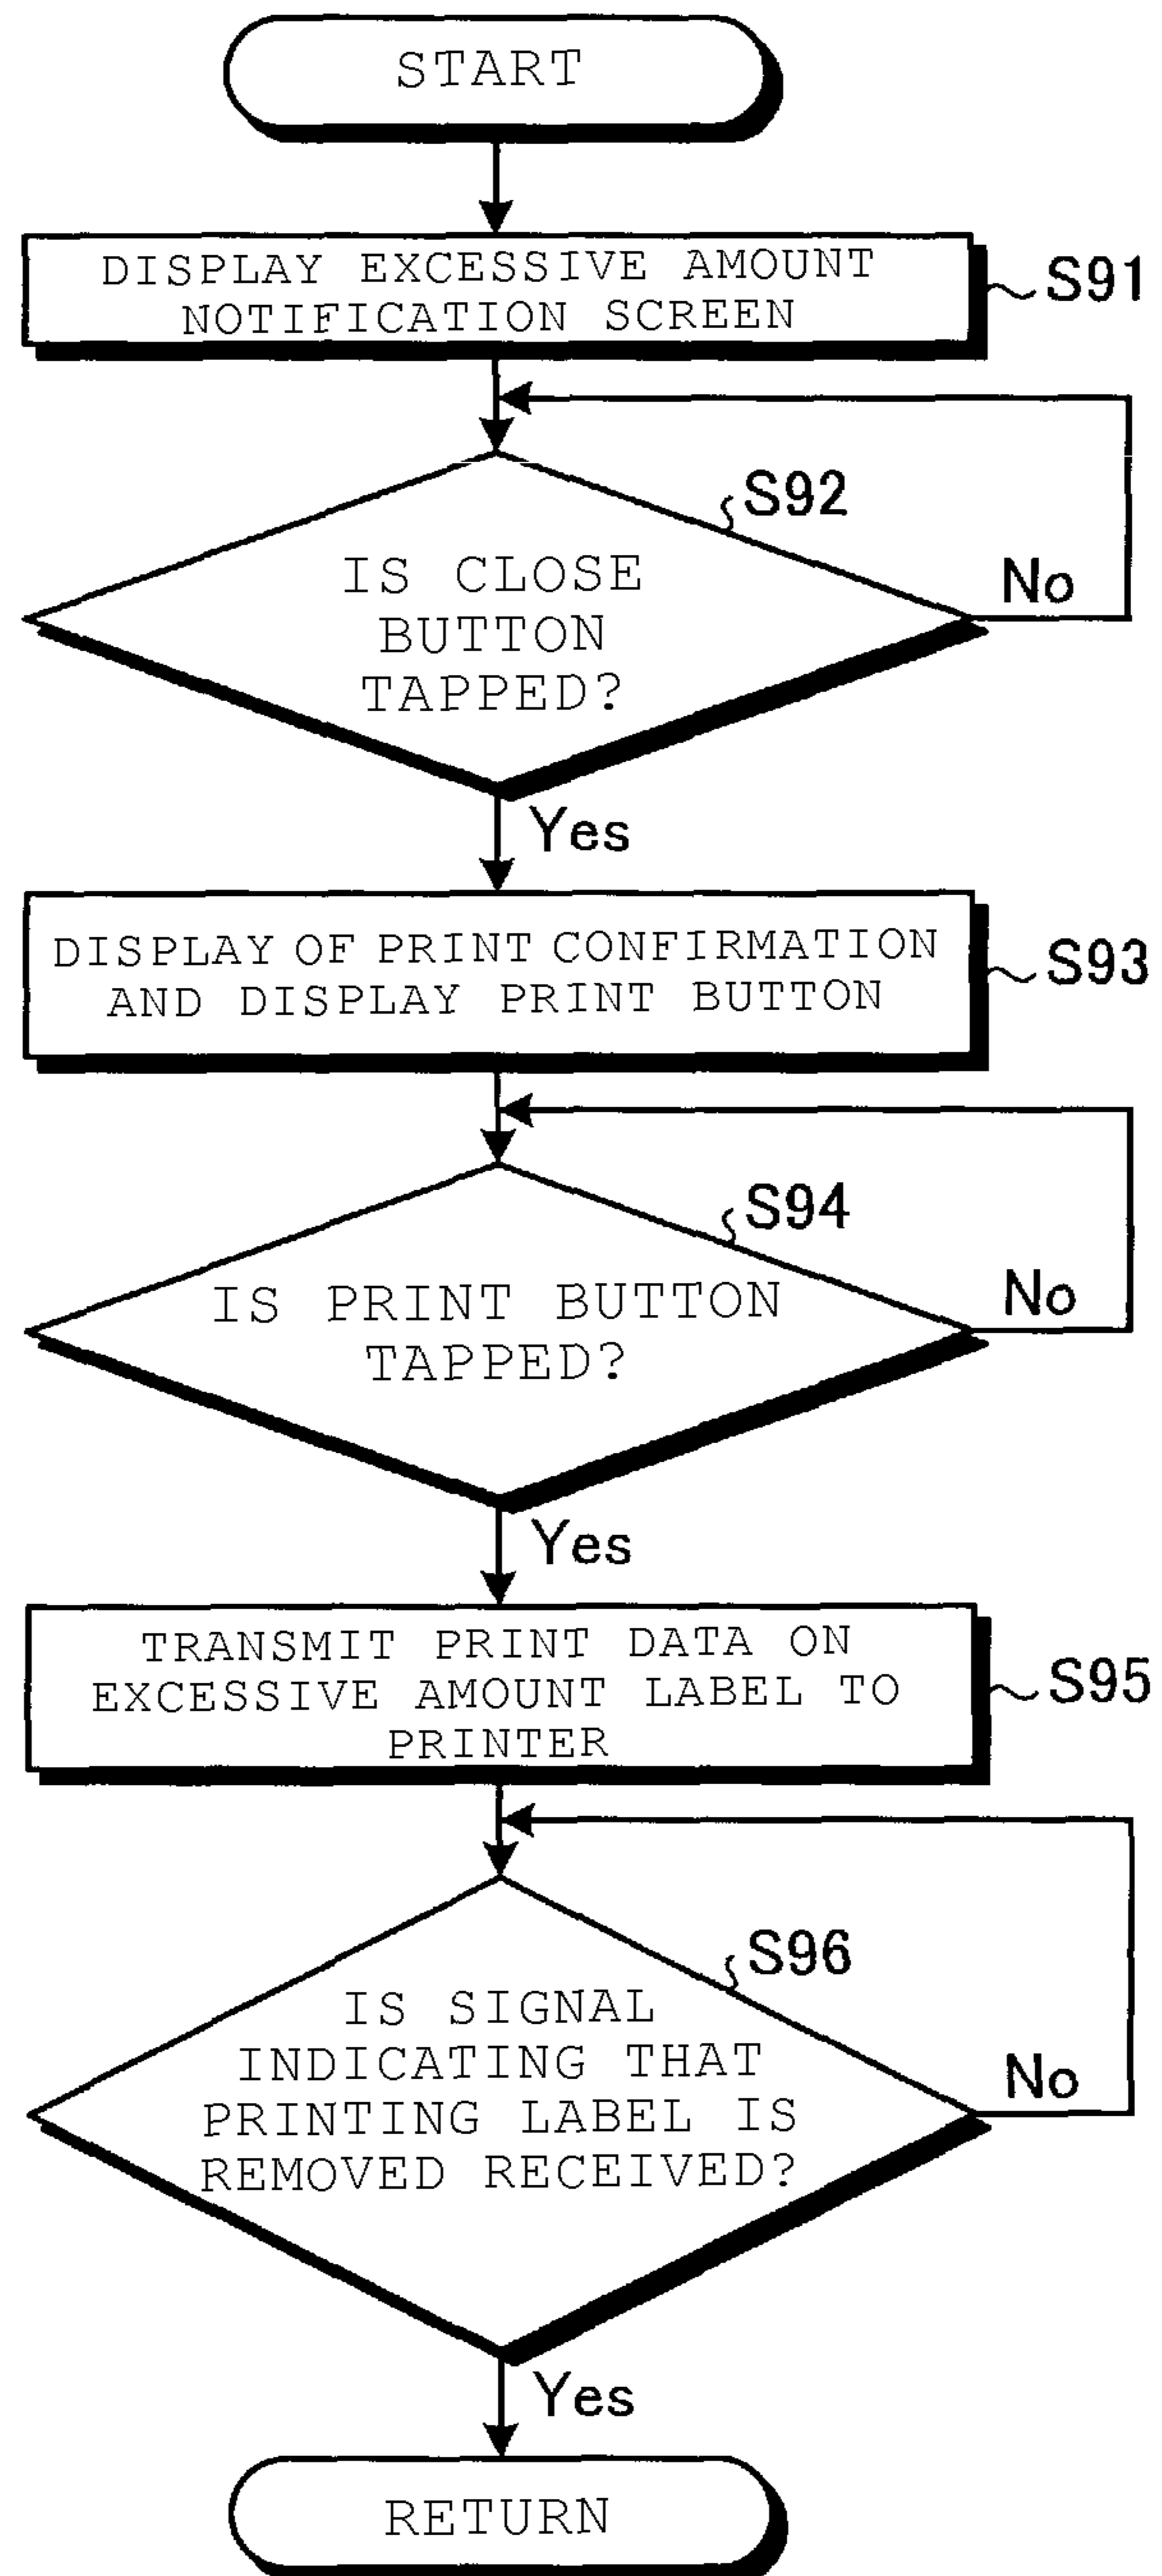 START
DISPLAY EXCESSIVE AMOUNT
NOTIFICATION SCREEN
S91
S92
IS CLOSE
BUTTON
TAPPED?
No
Yes
DISPLAY OF PRINT CONFIRMATION
AND DISPLAY PRINT BUTTON
S93
S94
IS PRINT BUTTON
TAPPED?
No
Yes
TRANSMIT PRINT DATA ON
EXCESSIVE AMOUNT LABEL TO
PRINTER
S95
S96
IS SIGNAL
INDICATING THAT
PRINTING LABEL IS
REMOVED RECEIVED?
No
Yes
RETURN